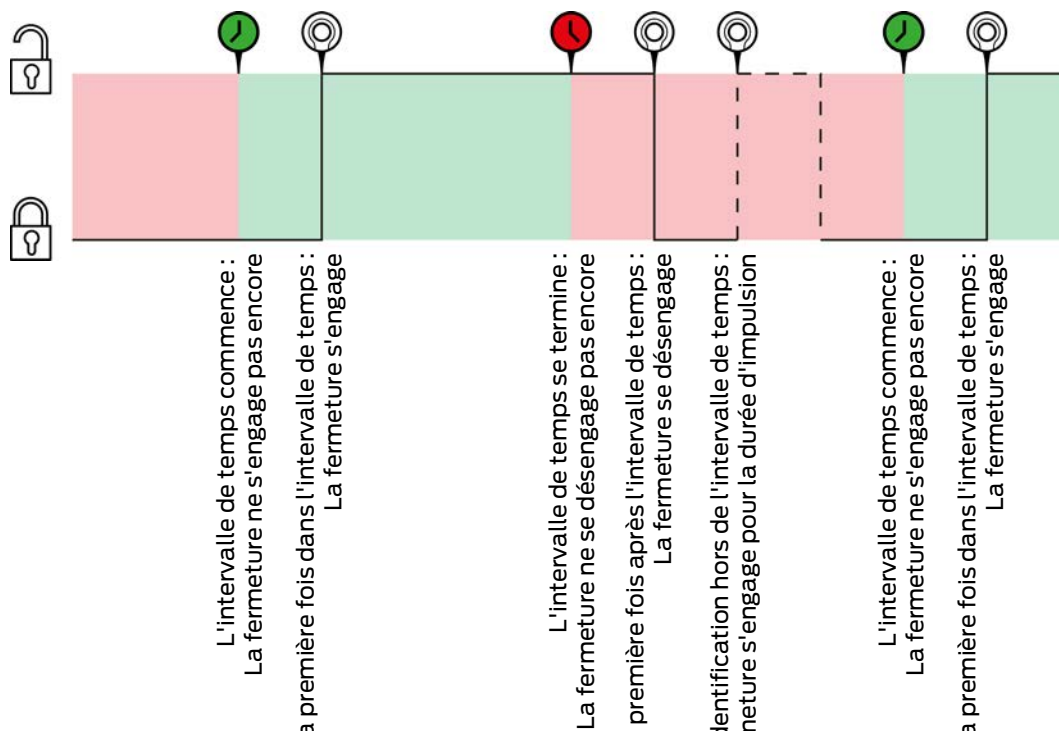 L'intervalle de temps commence :
La fermeture ne s'engage pas encore
première fois dans l'intervalle de temps :
La fermeture s'engage
L'intervalle de temps se termine :
La fermeture ne se désengage pas encore
première fois après l'intervalle de temps :
La fermeture se désengage
hors de l'intervalle de temps :
s'engage pour la durée d'impulsion
L'intervalle de temps commence :
La fermeture ne s'engage pas encore
première fois dans l'intervalle de temps :
La fermeture s'engage